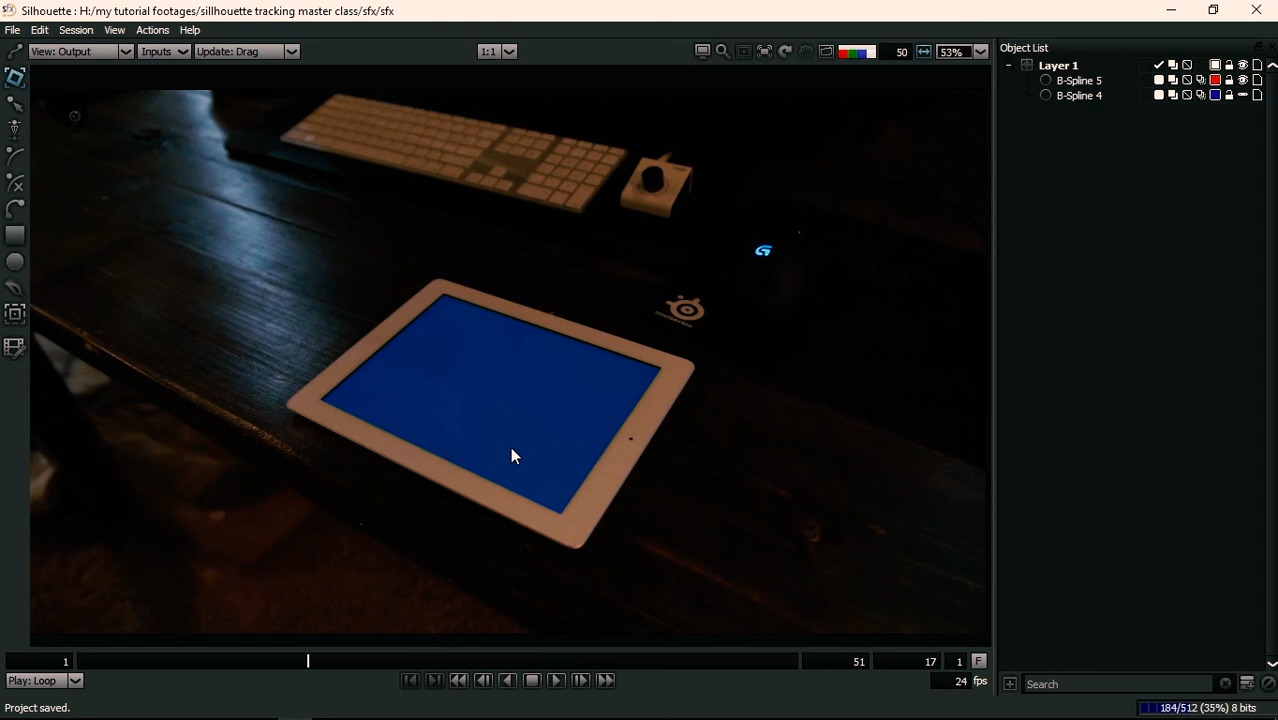 Silhouette : H:/my tutorial footages/sillhouette tracking master class/sfx/sfx
File Edit Session View Actions Help
View: Output Inputs Update: Drag 1:1 50 53%
Object List
Layer 1
B-Spline 5
B-Spline 4
1 51 17 1 F
Play: Loop 24 fps
Search
Project saved. 184/512 (35%) 8 bits